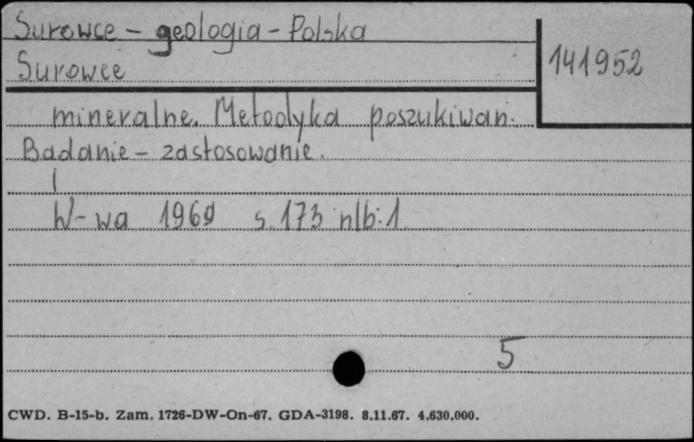 Surowce - geologia - Polska
Surowce
141952
mineralne. Metodyka poszukiwań.
Badanie - zastosowanie.
W-wa 1960 s. 173 nlb. 1
5
CWD. B-15-b. Zam. 1726-DW-On-67. GDA-3198. 8.11.67. 4.630,000.